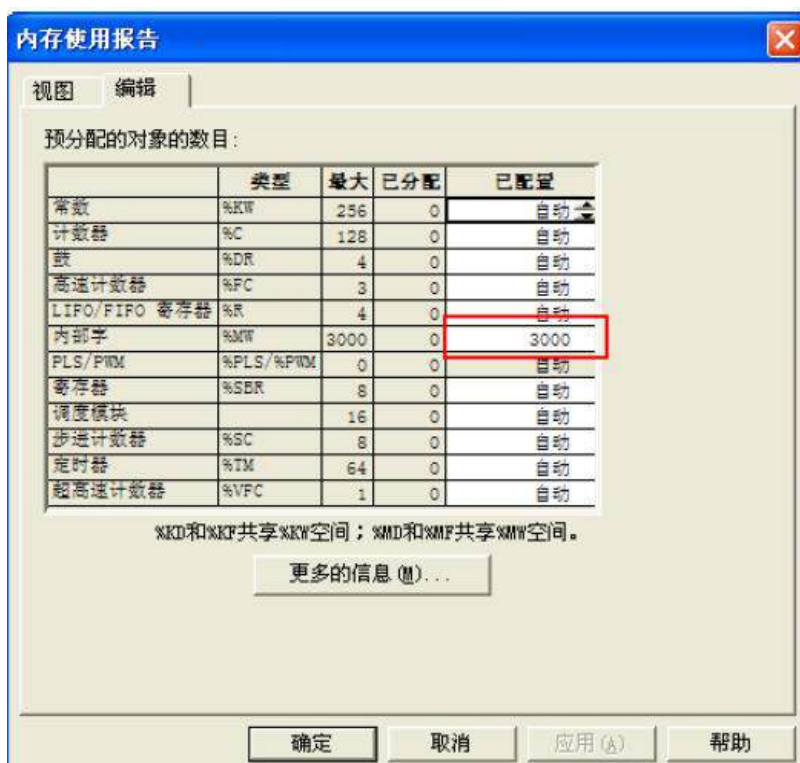 内存使用报告
视图 编辑
预分配的对象的数目:
类型 最大 已分配 已配置
常数 %KW 256 0 自动
计数器 %C 128 0 自动
鼓 %DR 4 0 自动
高速计数器 %FC 3 0 自动
LIFO/FIFO 寄存器 %R 4 0 自动
内部字 %MW 3000 0 3000
PLS/PWM %PLS/%PWM 0 0 自动
寄存器 %SBR 8 0 自动
调度模块 16 0 自动
步进计数器 %SC 8 0 自动
定时器 %TM 64 0 自动
超高速计数器 %VFC 1 0 自动
%KD和%KF共享%KW空间;%MD和%MF共享%MW空间。
更多的信息(M)...
确定 取消 应用(A) 帮助